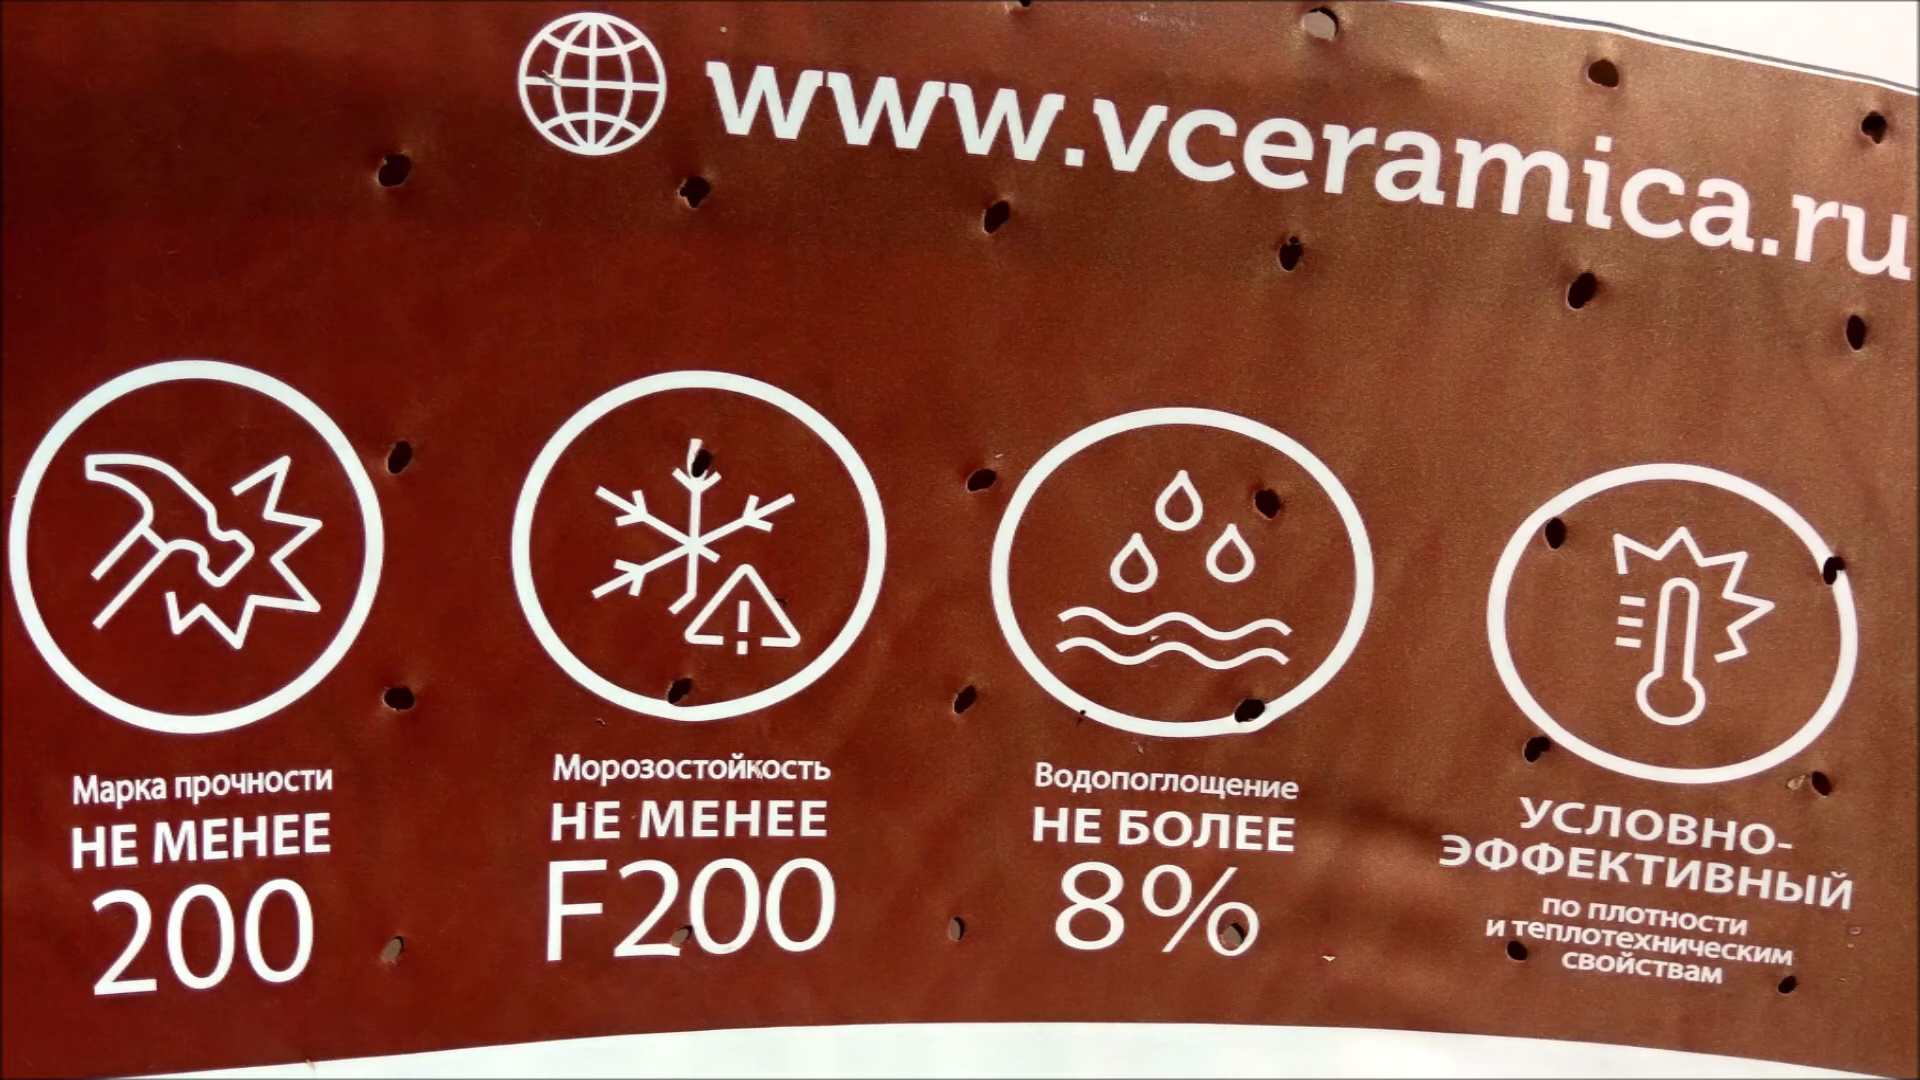 www.vceramica.ru
Марка прочности
НЕ МЕНЕЕ
200
Морозостойкость
НЕ МЕНЕЕ
F200
Водопоглощение
НЕ БОЛЕЕ
8%
УСЛОВНО-
ЭФФЕКТИВНЫЙ
по плотности
и теплотехническим
свойствам